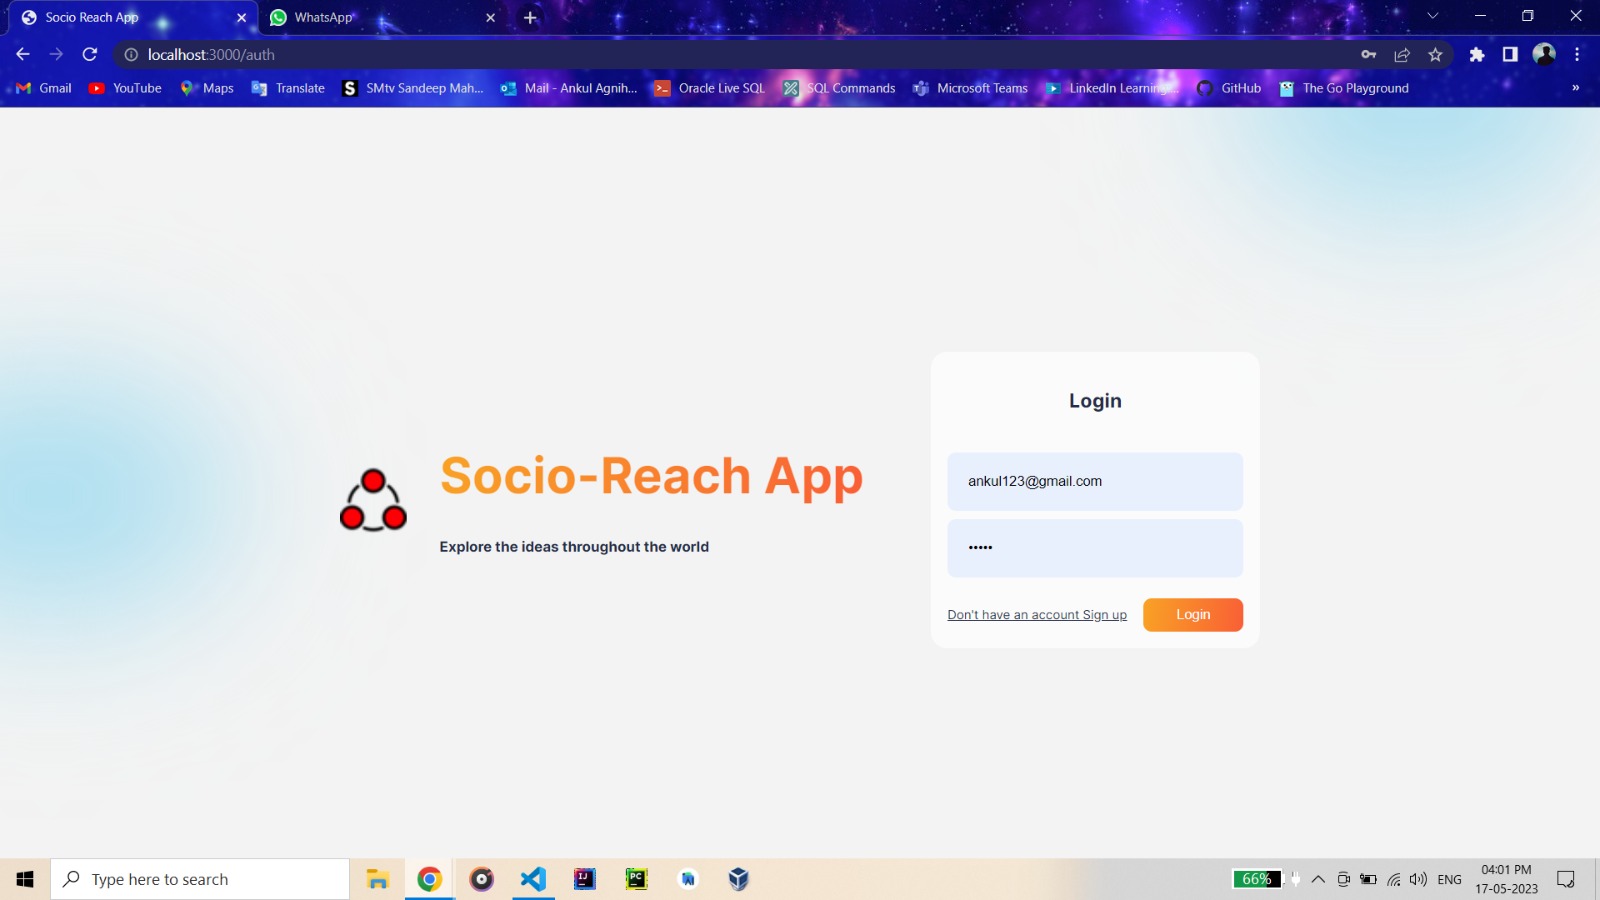 Socio Reach App
WhatsApp
localhost:3000/auth
Gmail
YouTube
Maps
Translate
SMtv Sandeep Mah...
Mail - Ankul Agnih...
Oracle Live SQL
SQL Commands
Microsoft Teams
LinkedIn Learning...
GitHub
The Go Playground
»
Socio-Reach App
Explore the ideas throughout the world
Login
ankul123@gmail.com
•••••
Don't have an account Sign up
Login
Type here to search
66%
ENG
04:01 PM
17-05-2023